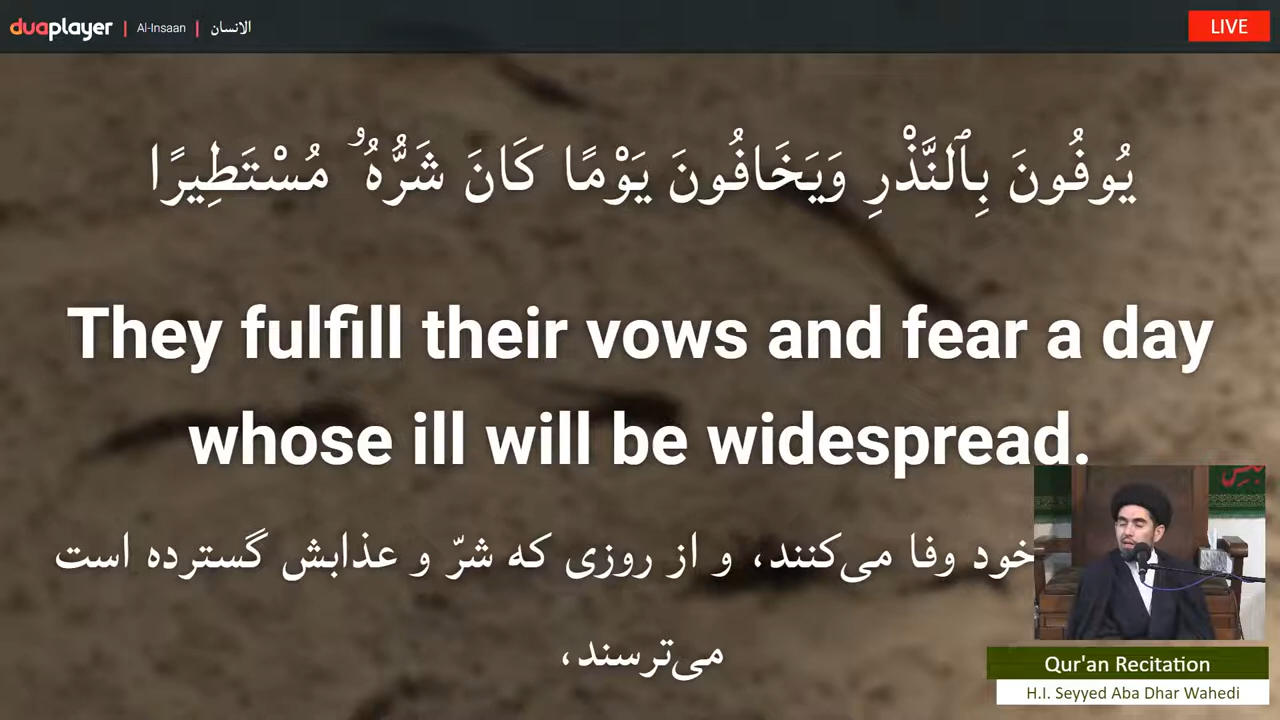 duaplayer | Al-Insaan | الانسان
LIVE
يُوفُونَ بِٱلنَّذْرِ وَيَخَافُونَ يَوْمًا كَانَ شَرُّهُۥ مُسْتَطِيرًا
They fulfill their vows and fear a day
whose ill will be widespread.
خود وفا می‌کنند، و از روزی که شرّ و عذابش گسترده است
می‌ترسند،
Qur'an Recitation
H.I. Seyyed Aba Dhar Wahedi